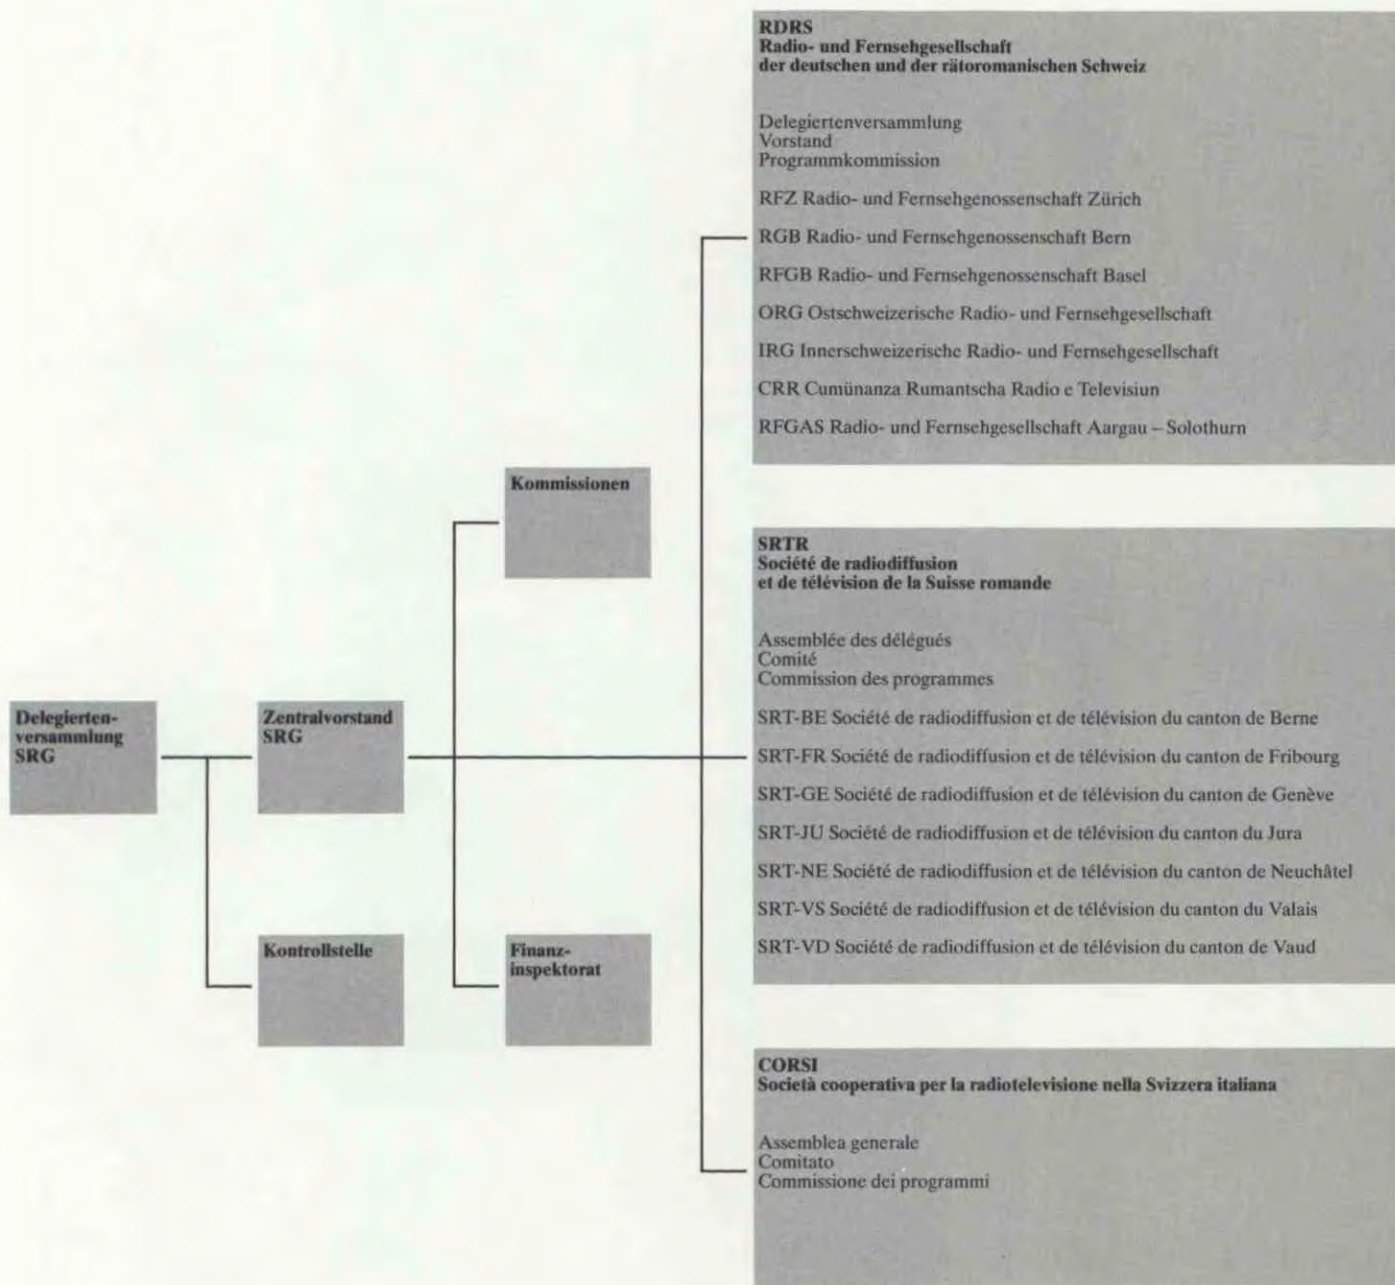 Delegierten-
versammlung
SRG
Zentralvorstand
SRG
Kontrollstelle
Kommissionen
Finanz-
inspektorat
RDRS
Radio- und Fernsehgesellschaft
der deutschen und der rätoromanischen Schweiz
Delegiertenversammlung
Vorstand
Programmkommission
RFZ Radio- und Fernsehgenossenschaft Zürich
RGB Radio- und Fernsehgenossenschaft Bern
RFGB Radio- und Fernsehgenossenschaft Basel
ORG Ostschweizerische Radio- und Fernsehgesellschaft
IRG Innerschweizerische Radio- und Fernsehgesellschaft
CRR Cumünanza Rumantscha Radio e Televisiun
RFGAS Radio- und Fernsehgesellschaft Aargau – Solothurn
SRTR
Société de radiodiffusion
et de télévision de la Suisse romande
Assemblée des délégués
Comité
Commission des programmes
SRT-BE Société de radiodiffusion et de télévision du canton de Berne
SRT-FR Société de radiodiffusion et de télévision du canton de Fribourg
SRT-GE Société de radiodiffusion et de télévision du canton de Genève
SRT-JU Société de radiodiffusion et de télévision du canton du Jura
SRT-NE Société de radiodiffusion et de télévision du canton de Neuchâtel
SRT-VS Société de radiodiffusion et de télévision du canton du Valais
SRT-VD Société de radiodiffusion et de télévision du canton de Vaud
CORSI
Società cooperativa per la radiotelevisione nella Svizzera italiana
Assemblea generale
Comitato
Commissione dei programmi